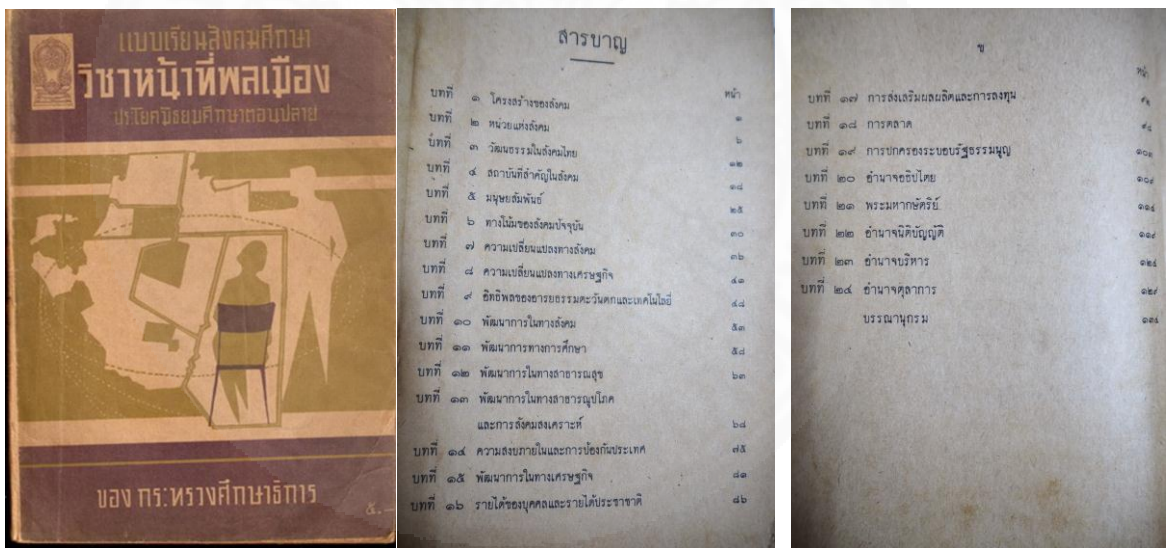 แบบเรียนสังคมศึกษา
วิชาหน้าที่พลเมือง
ประโยคมัธยมศึกษาตอนปลาย
ของ กระทรวงศึกษาธิการ
๕.–
สารบาญ
หน้า
บทที่ ๑ โครงสร้างของสังคม ๑
บทที่ ๒ หน่วยแห่งสังคม ๖
บทที่ ๓ วัฒนธรรมในสังคมไทย ๑๒
บทที่ ๔ สถาบันที่สำคัญในสังคม ๑๘
บทที่ ๕ มนุษยสัมพันธ์ ๒๕
บทที่ ๖ ทางโน้มของสังคมปัจจุบัน ๓๐
บทที่ ๗ ความเปลี่ยนแปลงทางสังคม ๓๖
บทที่ ๘ ความเปลี่ยนแปลงทางเศรษฐกิจ ๔๑
บทที่ ๙ อิทธิพลของอารยธรรมตะวันตกและเทคโนโลยี ๔๘
บทที่ ๑๐ พัฒนาการในทางสังคม ๕๓
บทที่ ๑๑ พัฒนาการทางการศึกษา ๕๘
บทที่ ๑๒ พัฒนาการในทางสาธารณสุข ๖๓
บทที่ ๑๓ พัฒนาการในทางสาธารณูปโภค
และการสังคมสงเคราะห์ ๖๘
บทที่ ๑๔ ความสงบภายในและการป้องกันประเทศ ๗๕
บทที่ ๑๕ พัฒนาการในทางเศรษฐกิจ ๘๑
บทที่ ๑๖ รายได้ของบุคคลและรายได้ประชาชาติ ๘๖
ข
หน้า
บทที่ ๑๗ การส่งเสริมผลผลิตและการลงทุน
บทที่ ๑๘ การตลาด
บทที่ ๑๙ การปกครองระบอบรัฐธรรมนูญ
บทที่ ๒๐ อำนาจอธิปไตย
บทที่ ๒๑ พระมหากษัตริย์
บทที่ ๒๒ อำนาจนิติบัญญัติ
บทที่ ๒๓ อำนาจบริหาร
บทที่ ๒๔ อำนาจตุลาการ
บรรณานุกรม